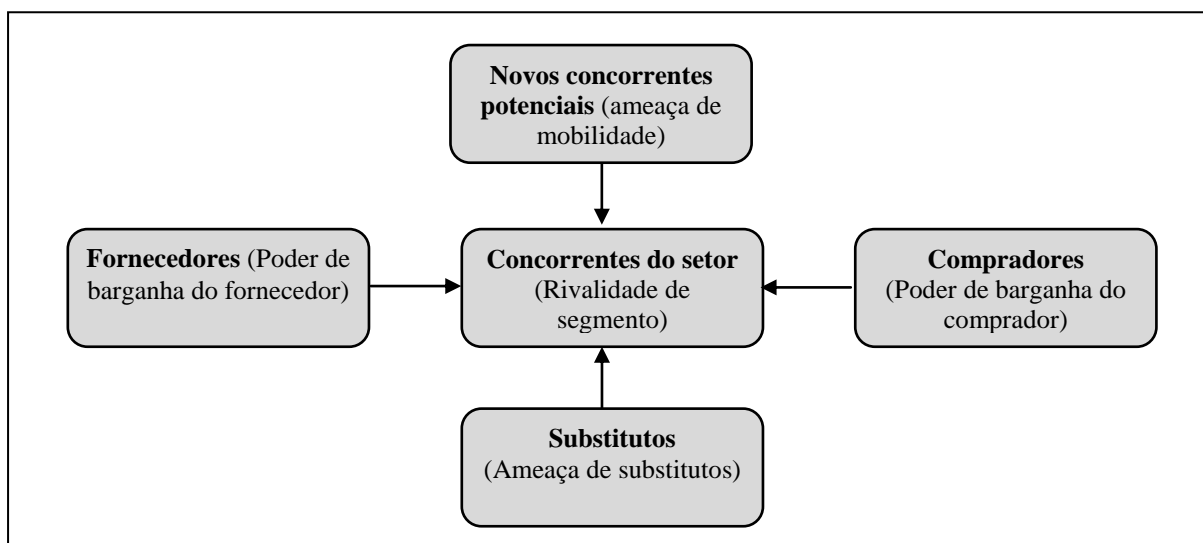 Novos concorrentes
potenciais (ameaça de
mobilidade)
Fornecedores (Poder de
barganha do fornecedor)
Concorrentes do setor
(Rivalidade de
segmento)
Compradores
(Poder de barganha do
comprador)
Substitutos
(Ameaça de substitutos)